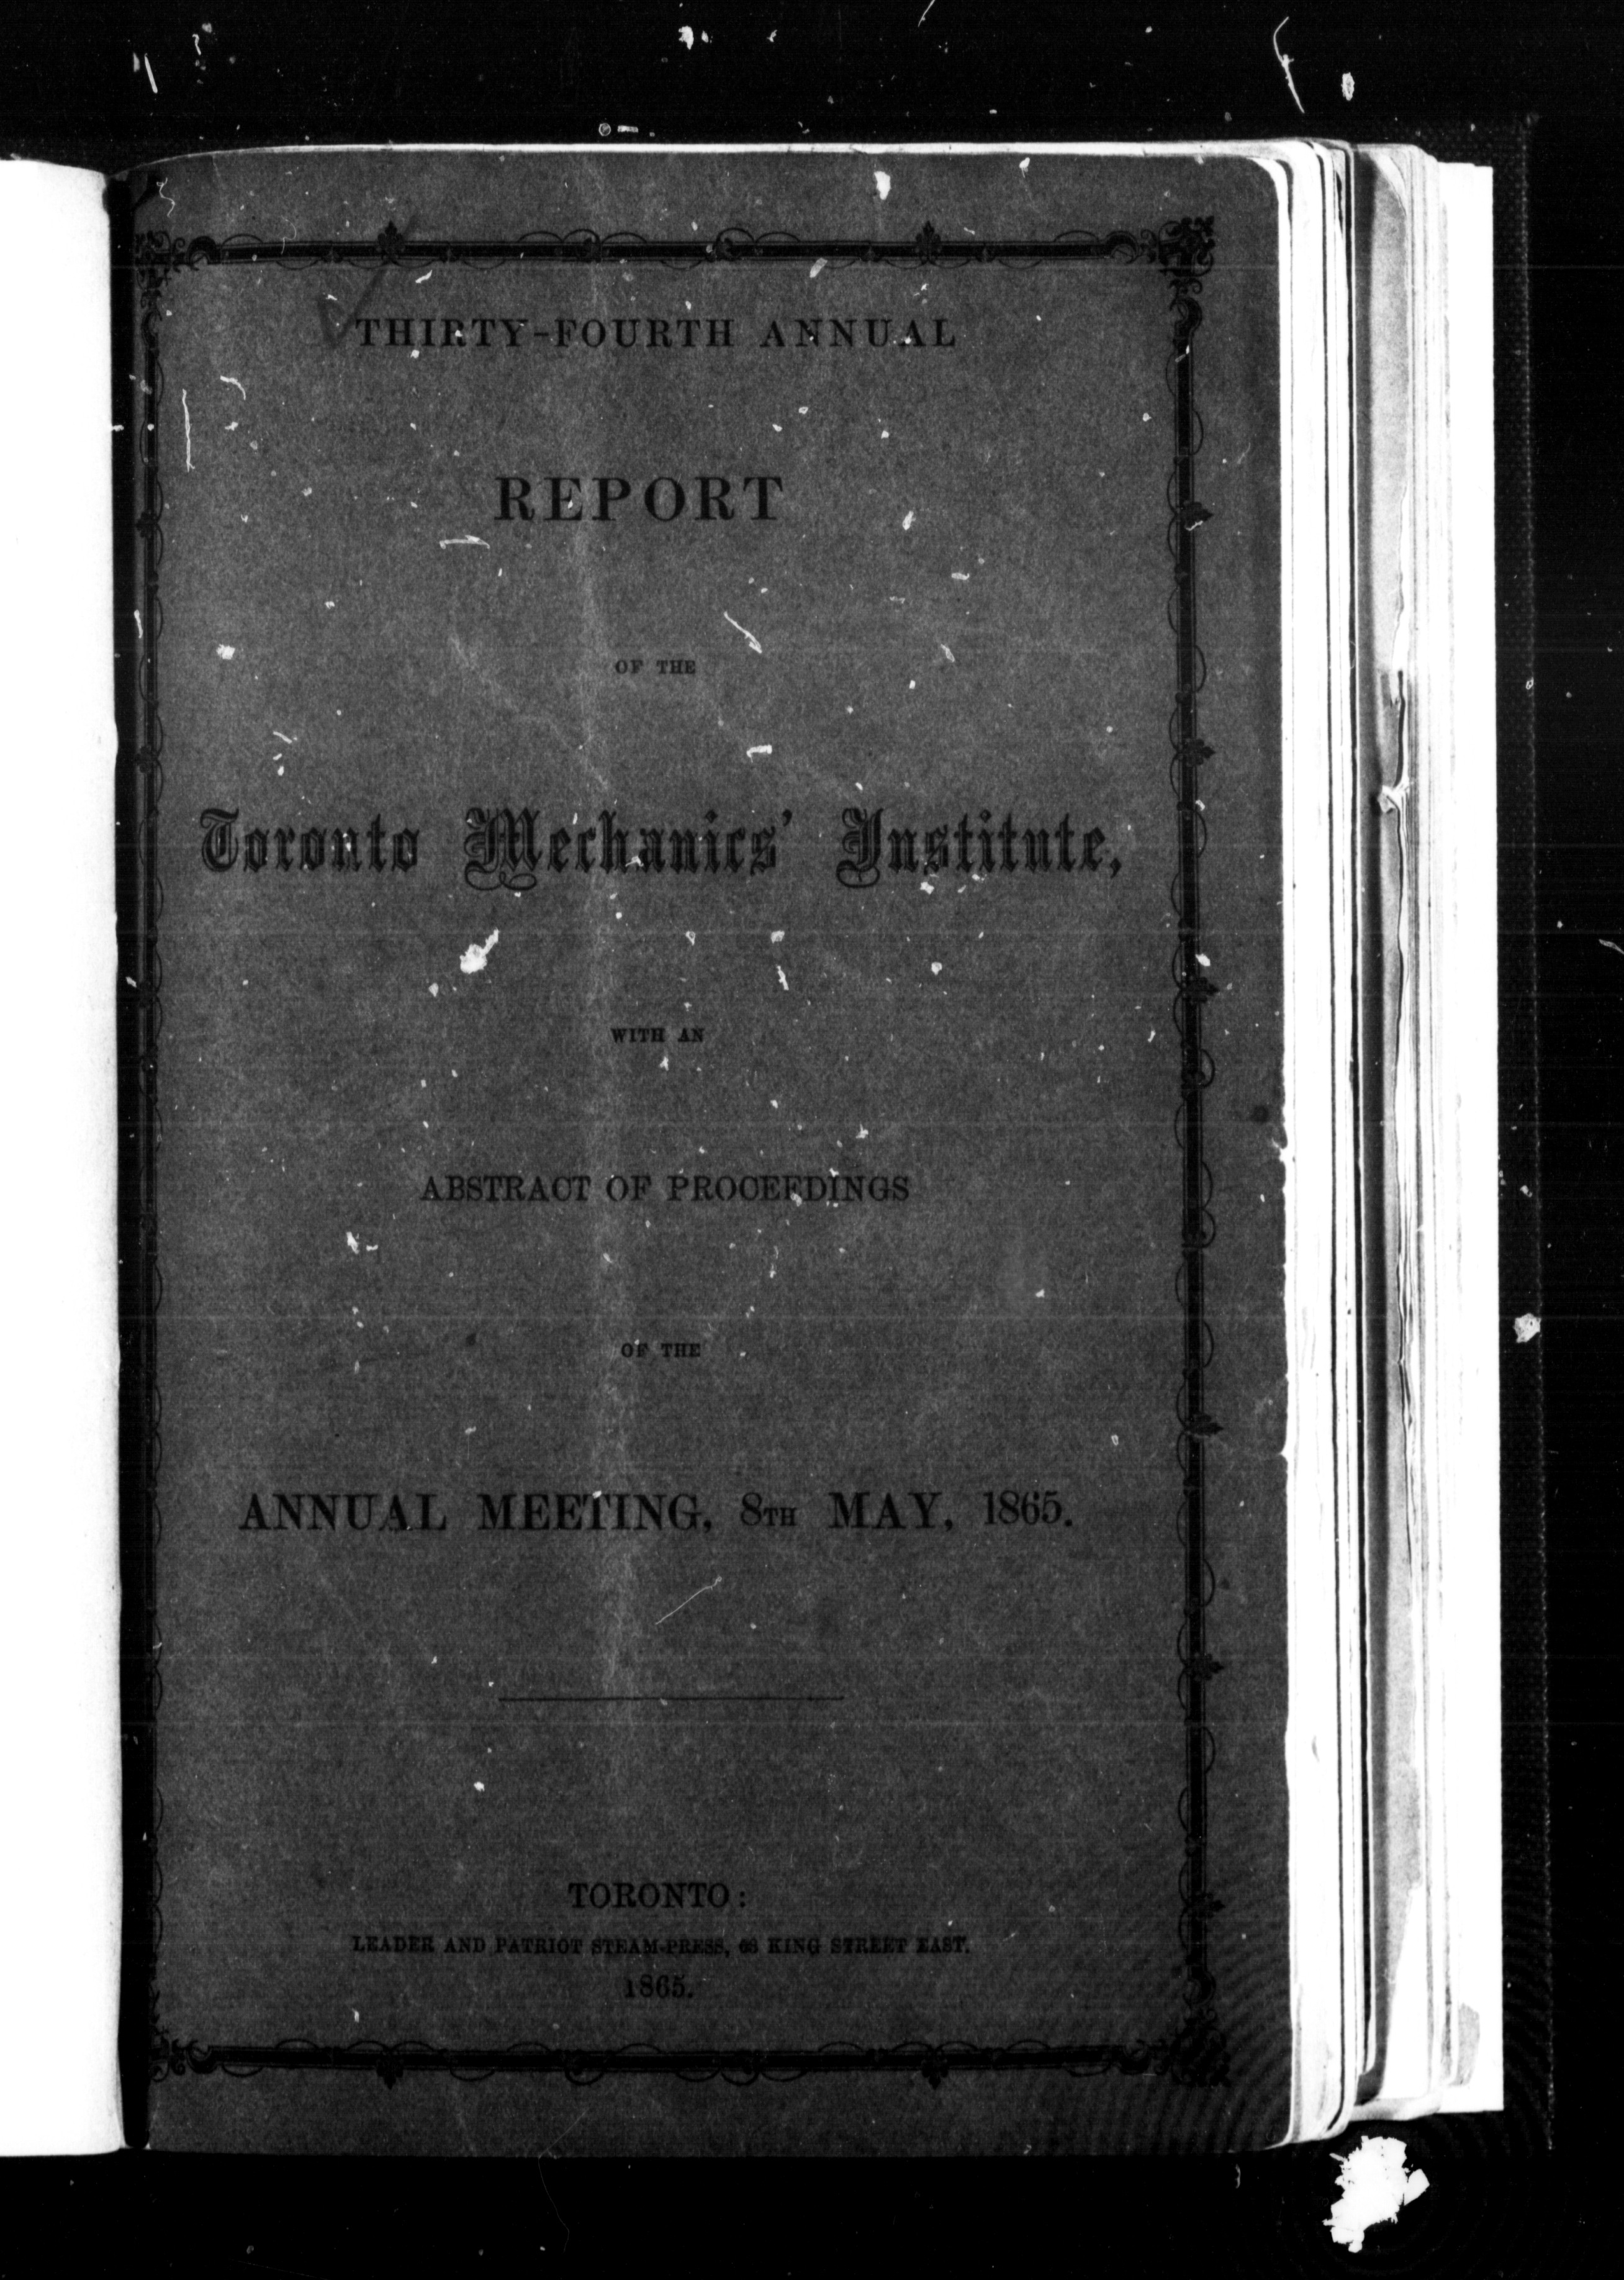 THIRTY-FOURTH ANNUAL
REPORT
OF THE
Toronto Mechanics' Institute,
WITH AN
ABSTRACT OF PROCEEDINGS
OF THE
ANNUAL MEETING, 8TH MAY, 1865.
TORONTO:
LEADER AND PATRIOT STEAM-PRESS, 63 KING STREET EAST.
1865.